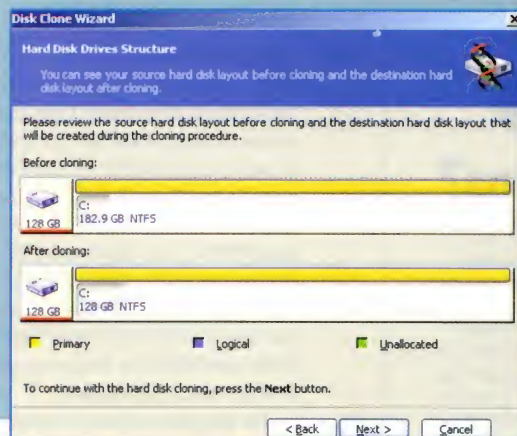 Disk Clone Wizard
Hard Disk Drives Structure
You can see your source hard disk layout before cloning and the destination hard
disk layout after cloning.
Please review the source hard disk layout before cloning and the destination hard disk layout that
will be created during the cloning procedure.
Before cloning:
C:
128 GB
182.9 GB NTFS
After cloning:
C:
128 GB
128 GB NTFS
Primary
Logical
Unallocated
To continue with the hard disk cloning, press the Next button.
< Back
Next >
Cancel